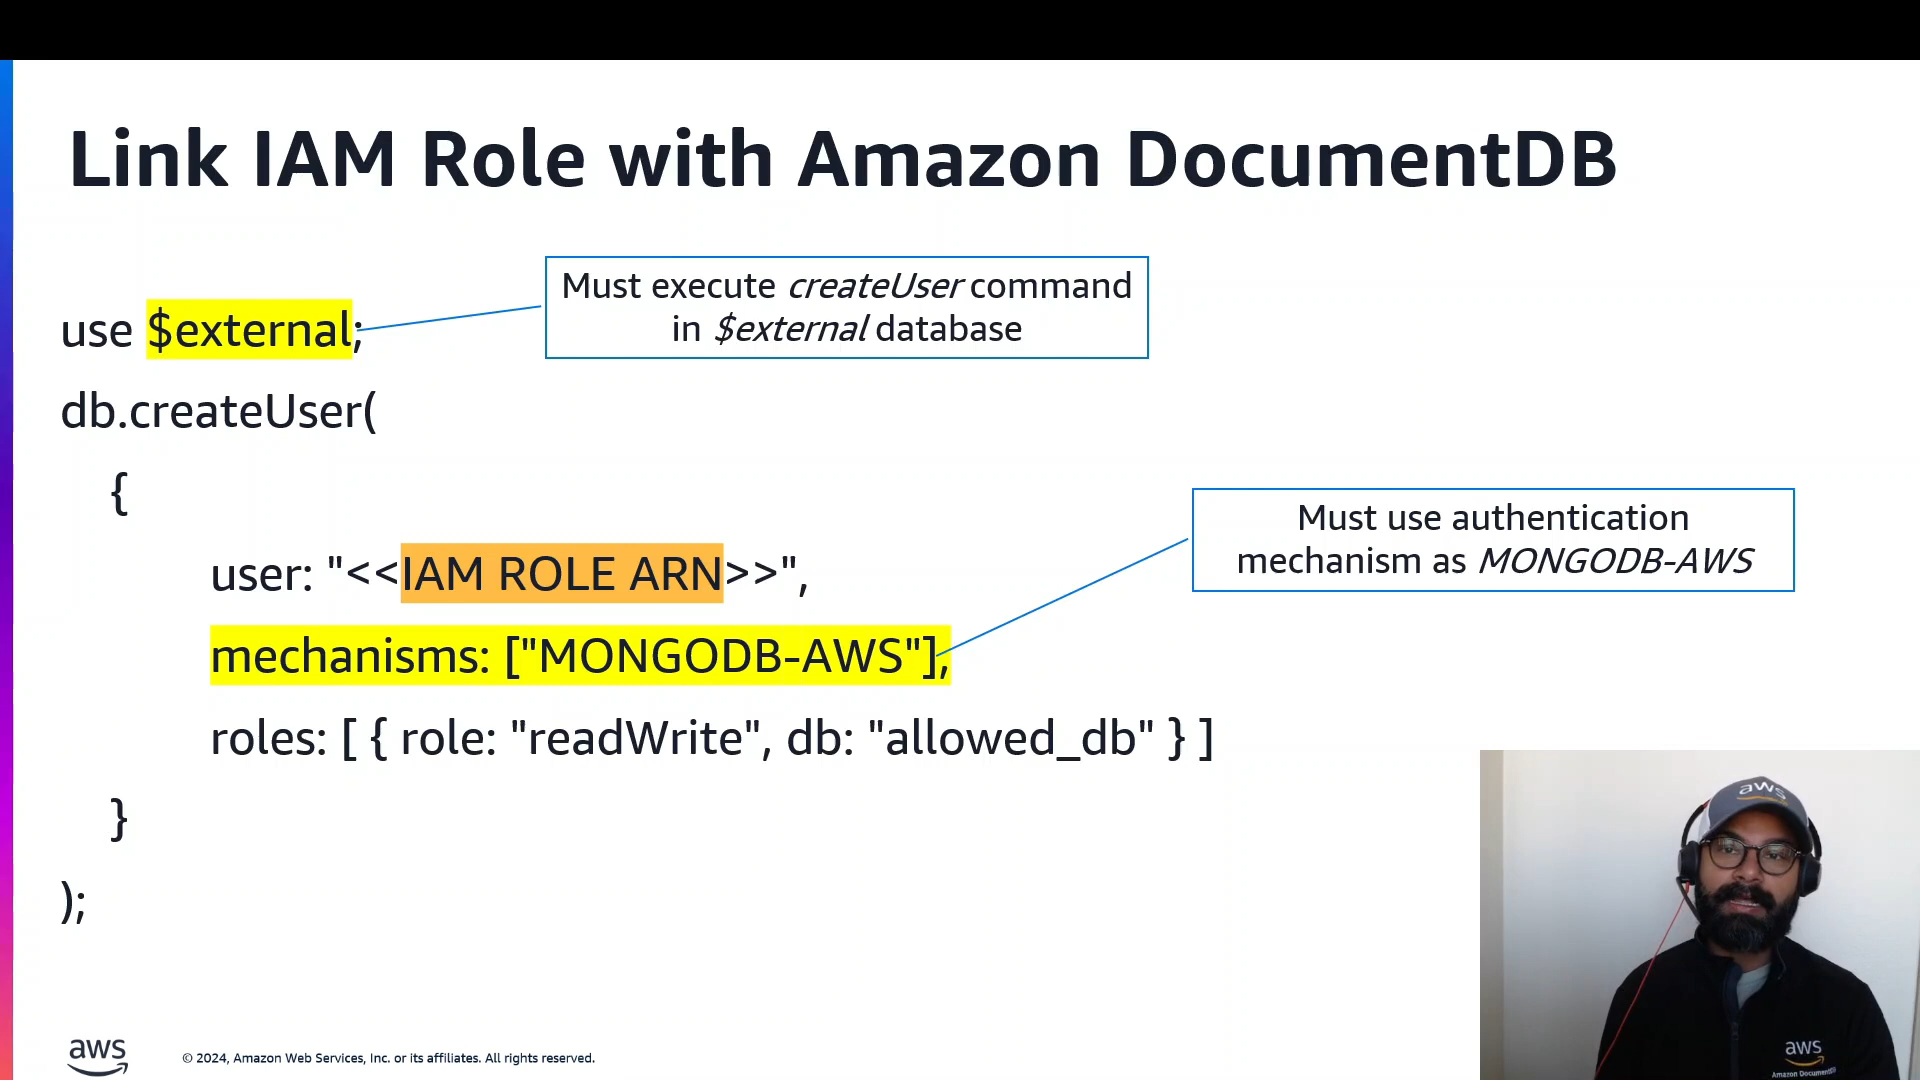 Link IAM Role with Amazon DocumentDB
Must execute createUser command
in $external database
use $external;
db.createUser(
{
Must use authentication
mechanism as MONGODB-AWS
user: "<<IAM ROLE ARN>>",
mechanisms: ["MONGODB-AWS"],
roles: [ { role: "readWrite", db: "allowed_db" } ]
}
);
aws
aws
Amazon DocumentDB
aws
© 2024, Amazon Web Services, Inc. or its affiliates. All rights reserved.